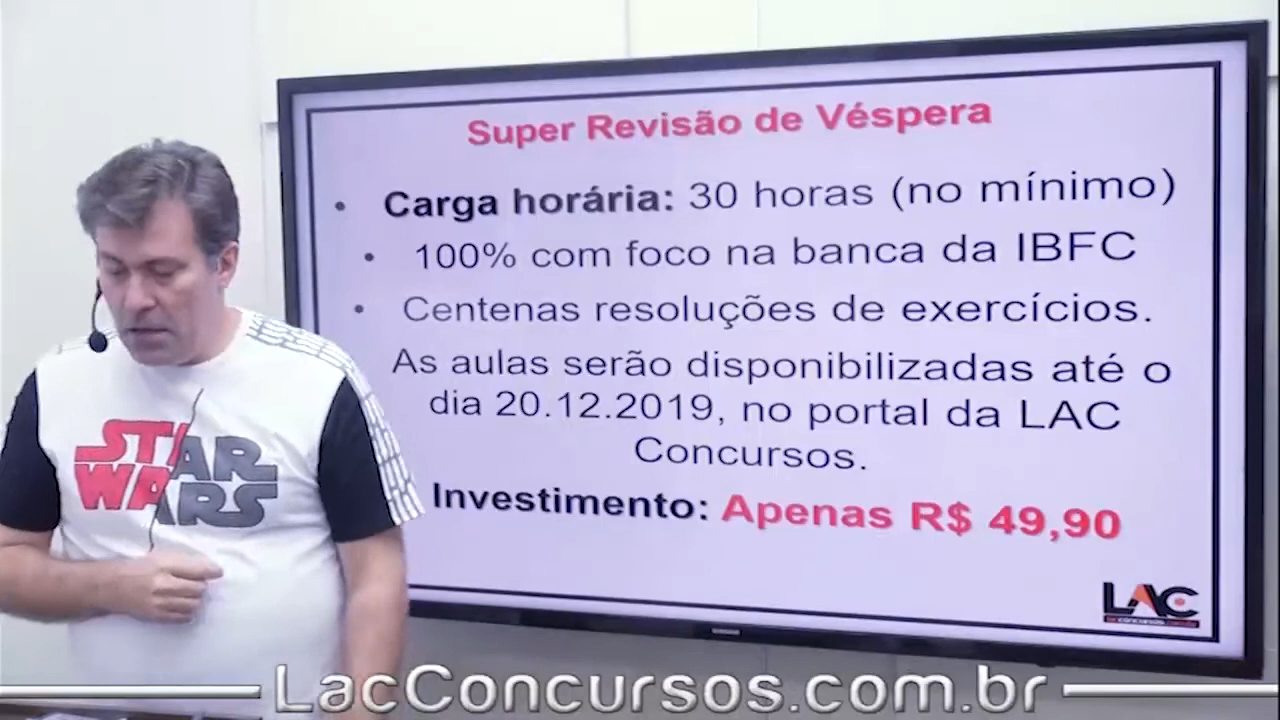 Super Revisão de Véspera
• Carga horária: 30 horas (no mínimo)
• 100% com foco na banca da IBFC
• Centenas resoluções de exercícios.
As aulas serão disponibilizadas até o
dia 20.12.2019, no portal da LAC
Concursos.
Investimento: Apenas R$ 49,90
LAC
STAR
WARS
LacConcursos.com.br